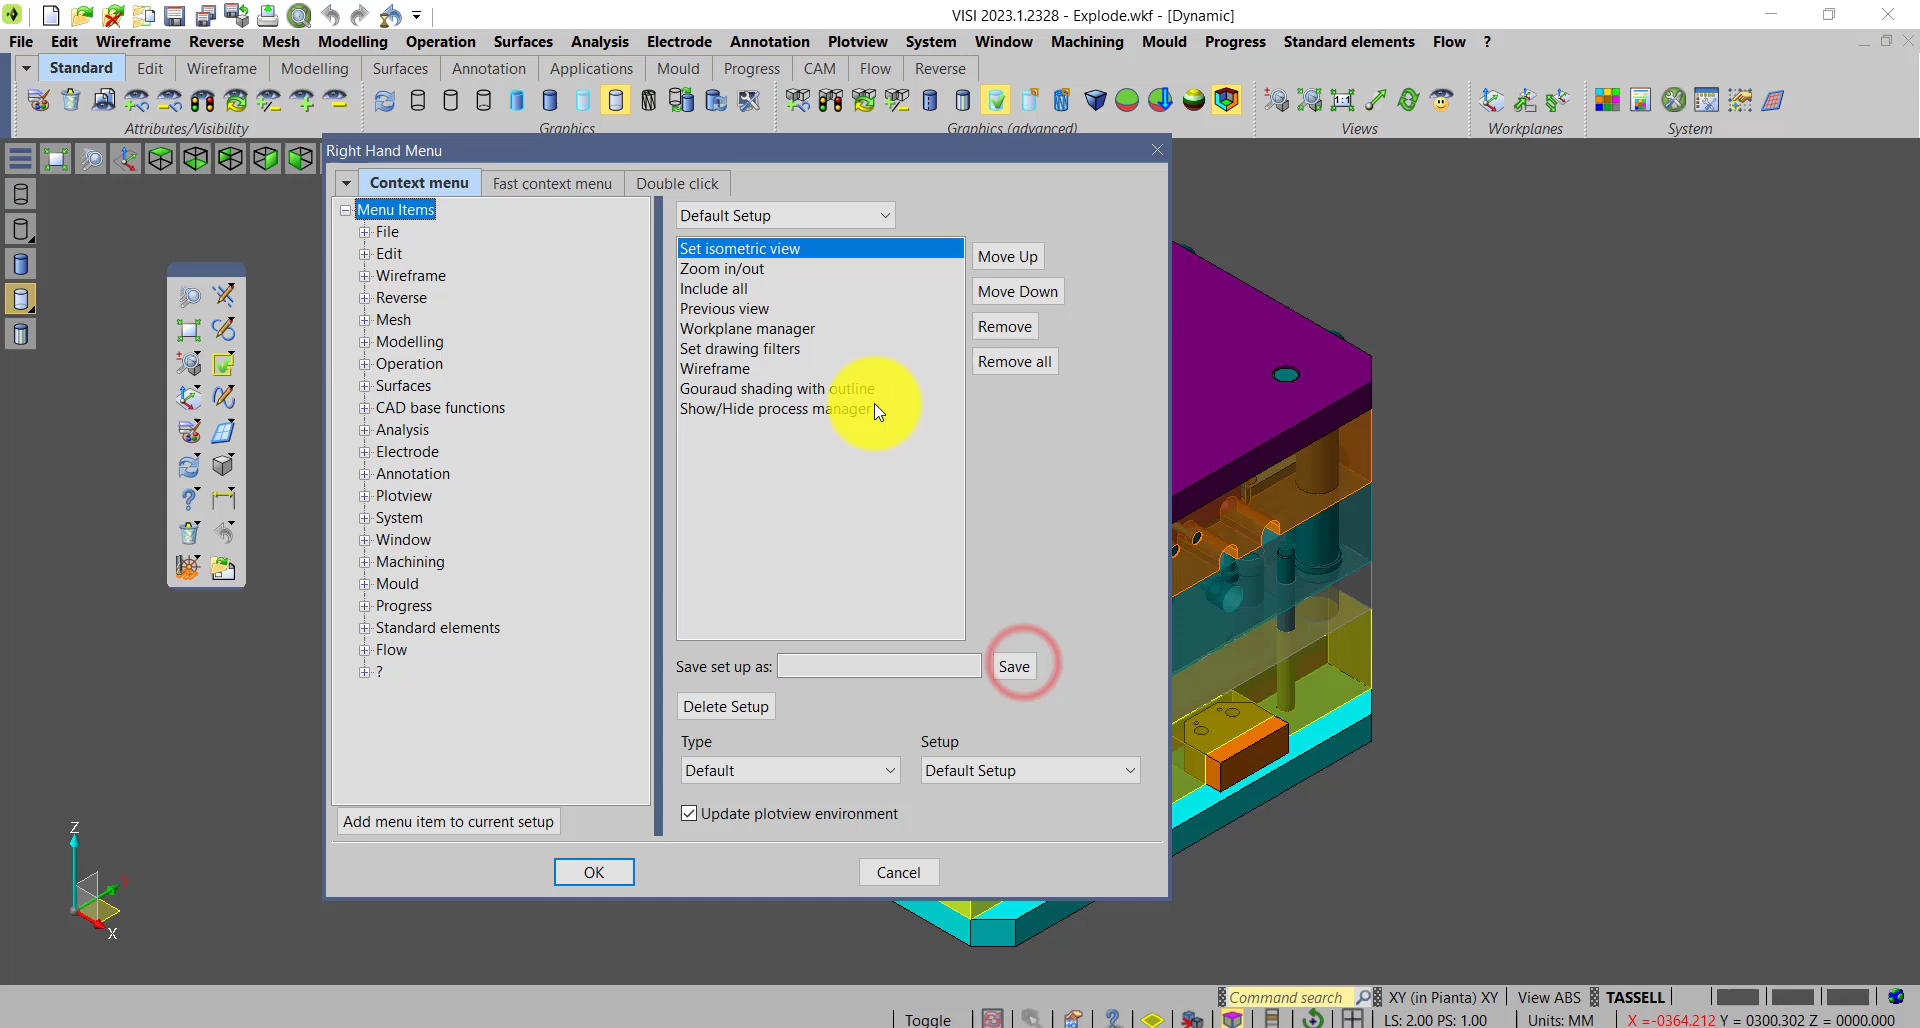 VISI 2023.1.2328 - Explode.wkf - [Dynamic]
File Edit Wireframe Reverse Mesh Modelling Operation Surfaces Analysis Electrode Annotation Plotview System Window Machining Mould Progress Standard elements Flow ?
Standard Edit Wireframe Modelling Surfaces Annotation Applications Mould Progress CAM Flow Reverse
Attributes/Visibility Graphics Graphics (advanced) Views Workplanes System
Right Hand Menu
Context menu Fast context menu Double click
Menu Items
File
Edit
Wireframe
Reverse
Mesh
Modelling
Operation
Surfaces
CAD base functions
Analysis
Electrode
Annotation
Plotview
System
Window
Machining
Mould
Progress
Standard elements
Flow
?
Add menu item to current setup
Default Setup
Set isometric view
Zoom in/out
Include all
Previous view
Workplane manager
Set drawing filters
Wireframe
Gouraud shading with outline
Show/Hide process manager
Move Up
Move Down
Remove
Remove all
Save set up as: Save
Delete Setup
Type Setup
Default Default Setup
Update plotview environment
OK Cancel
Z
Y
X
Command search XY (in Pianta) XY View ABS TASSELL
Toggle LS: 2.00 PS: 1.00 Units: MM X =-0364.212 Y = 0300.302 Z = 0000.000